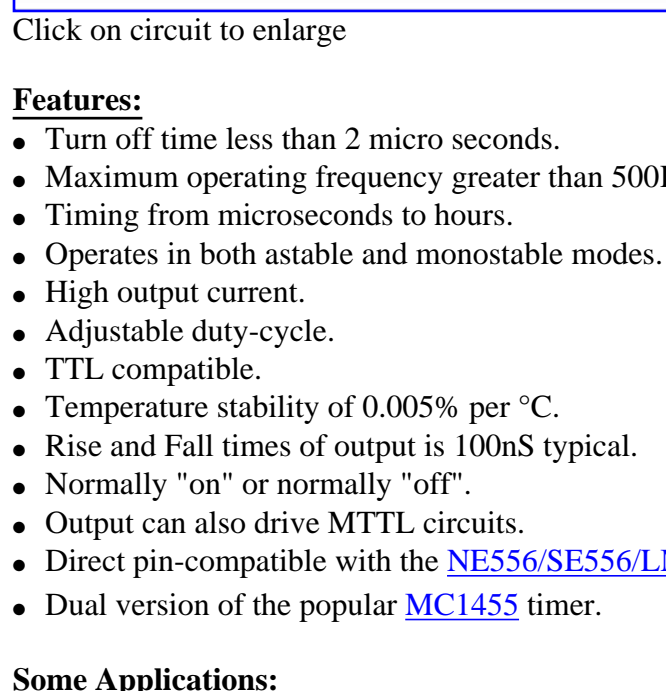 Click on circuit to enlarge
Features:
● Turn off time less than 2 micro seconds.
● Maximum operating frequency greater than
● Timing from microseconds to hours.
● Operates in both astable and monostable modes.
● High output current.
● Adjustable duty-cycle.
● TTL compatible.
● Temperature stability of 0.005% per °C.
● Rise and Fall times of output is 100nS typical.
● Normally "on" or normally "off".
● Output can also drive MTTL circuits.
● Direct pin-compatible with the NE556/SE556/
● Dual version of the popular MC1455 timer.
Some Applications: